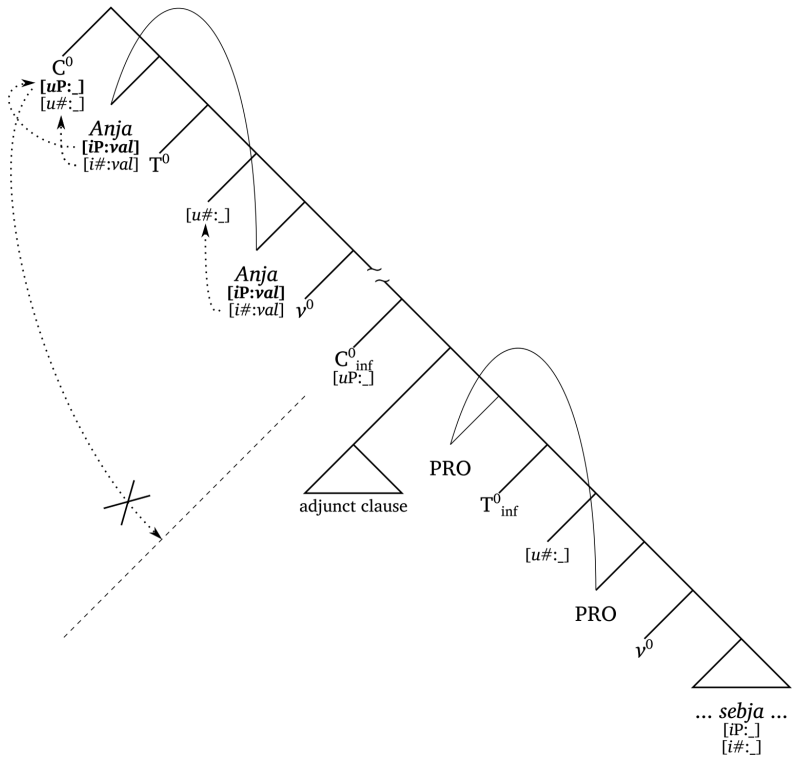 C⁰
[uP:_]
[u#:_]
Anja
[iP:val]
[i#:val]
T⁰
[u#:_]
Anja
[iP:val]
[i#:val]
v⁰
C⁰inf
[uP:_]
adjunct clause
PRO
T⁰inf
[u#:_]
PRO
v⁰
... sebja ...
[iP:_]
[i#:_]